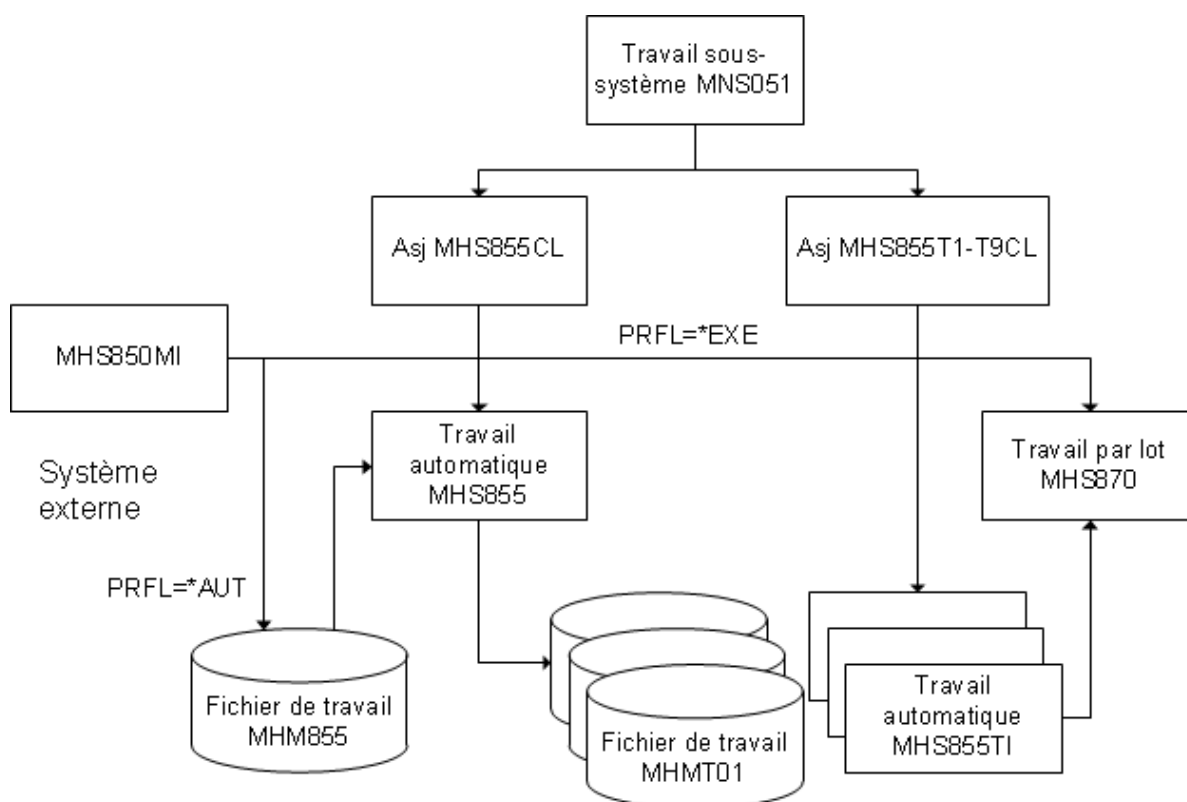 Travail sous-
système MNS051
Asj MHS855CL
Asj MHS855T1-T9CL
MHS850MI
PRFL=*EXE
Travail
automatique
MHS855
Travail par lot
MHS870
Système
externe
PRFL=*AUT
Fichier de travail
MHM855
Fichier de travail
MHMT01
Travail
automatique
MHS855TI